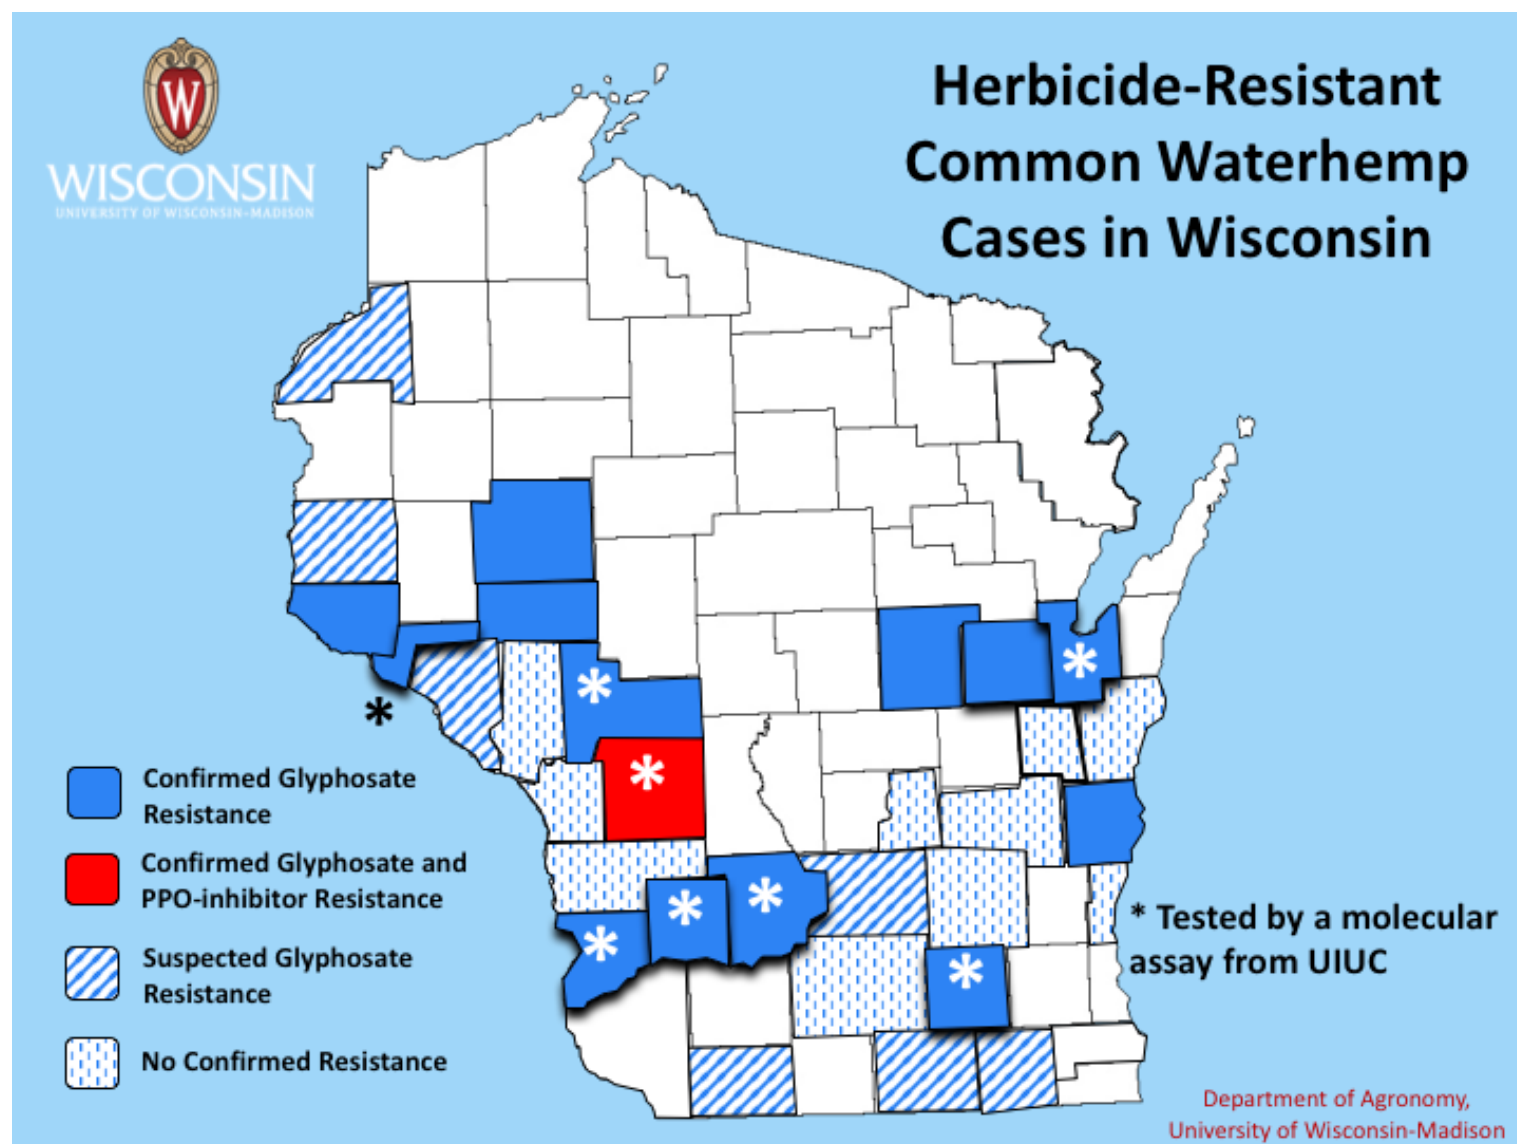 W
WISCONSIN
UNIVERSITY OF WISCONSIN-MADISON
Herbicide-Resistant
Common Waterhemp
Cases in Wisconsin
*
*
*
*
*
*
*
*
Confirmed Glyphosate
Resistance
Confirmed Glyphosate and
PPO-inhibitor Resistance
Suspected Glyphosate
Resistance
No Confirmed Resistance
* Tested by a molecular
assay from UIUC
Department of Agronomy,
University of Wisconsin-Madison